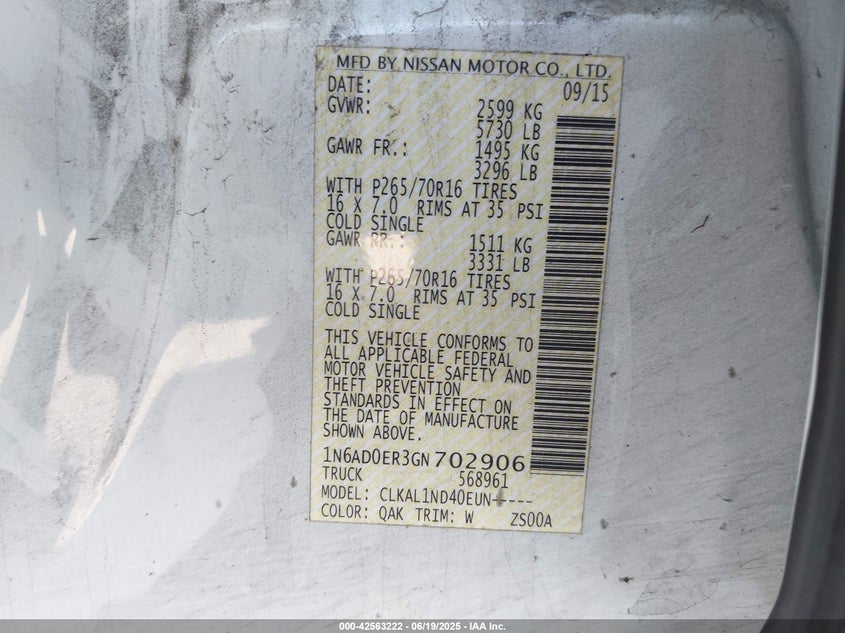 MFD BY NISSAN MOTOR CO., LTD.
DATE: 09/15
GVWR: 2599 KG
5730 LB
GAWR FR.: 1495 KG
3296 LB
WITH P265/70R16 TIRES
16 X 7.0 RIMS AT 35 PSI
COLD SINGLE
GAWR RR.: 1511 KG
3331 LB
WITH P265/70R16 TIRES
16 X 7.0 RIMS AT 35 PSI
COLD SINGLE
THIS VEHICLE CONFORMS TO
ALL APPLICABLE FEDERAL
MOTOR VEHICLE SAFETY AND
THEFT PREVENTION
STANDARDS IN EFFECT ON
THE DATE OF MANUFACTURE
SHOWN ABOVE.
1N6AD0ER3GN702906
TRUCK 568961
MODEL: CLKAL1ND40EUN-----
COLOR: QAK TRIM: W ZS00A
000-42563222 - 06/19/2025 - IAA Inc.